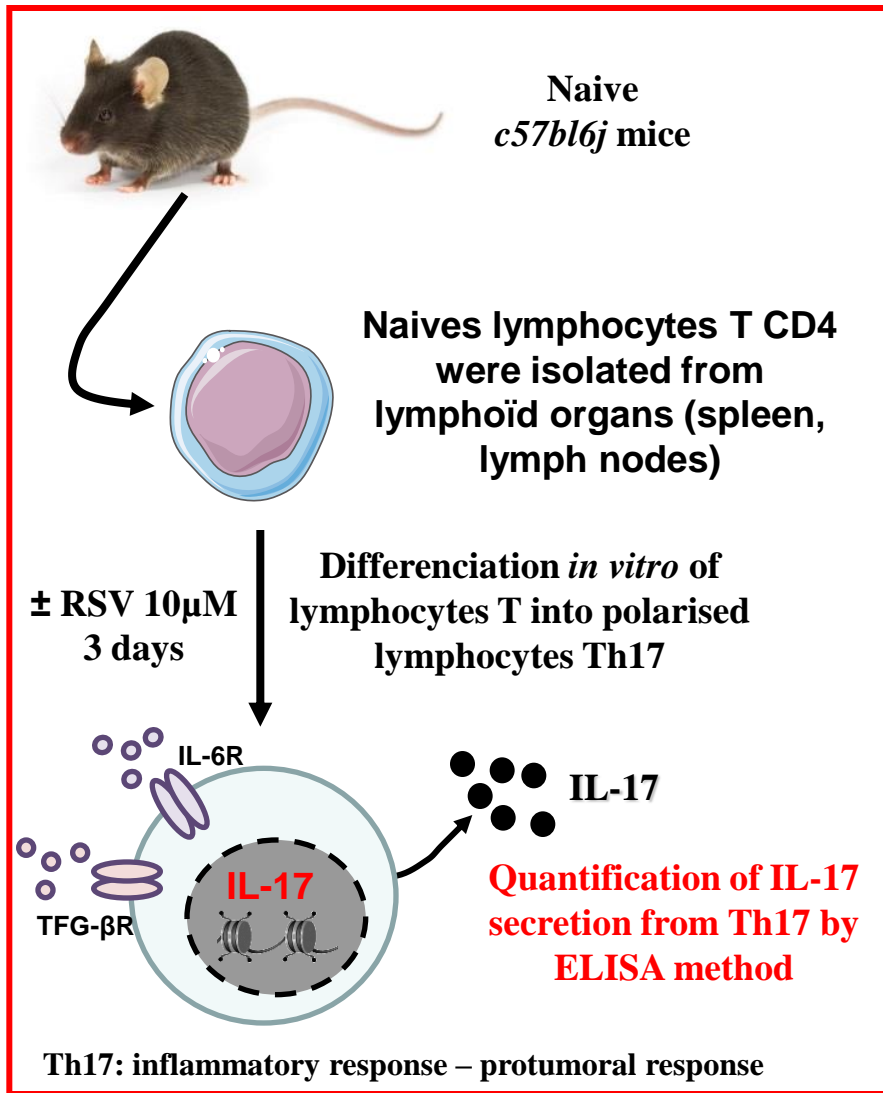 Naive
c57bl6j mice
Naives lymphocytes T CD4
were isolated from
lymphoïd organs (spleen,
lymph nodes)
± RSV 10µM
3 days
Differenciation in vitro of
lymphocytes T into polarised
lymphocytes Th17
IL-6R
IL-17
IL-17
TFG-βR
Quantification of IL-17
secretion from Th17 by
ELISA method
Th17: inflammatory response – protumoral response